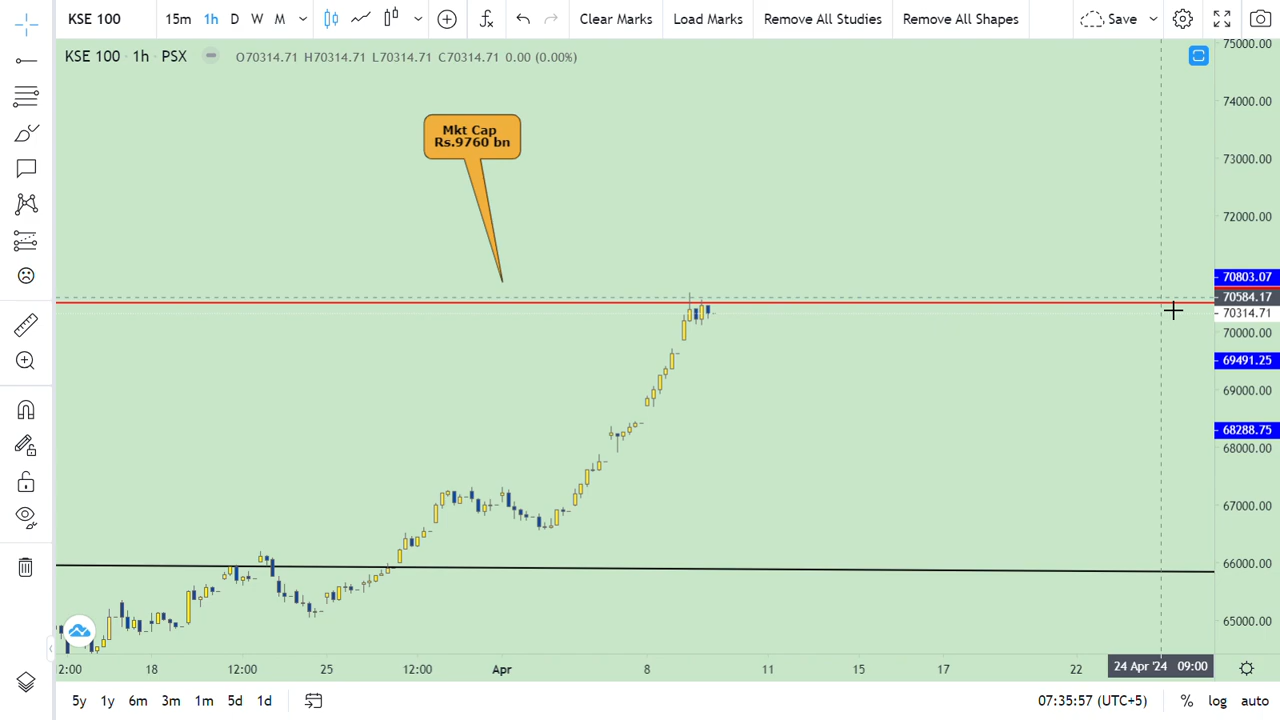 KSE 100 15m 1h D W M Clear Marks Load Marks Remove All Studies Remove All Shapes Save
KSE 100 · 1h · PSX O70314.71 H70314.71 L70314.71 C70314.71 0.00 (0.00%)
75000.00
74000.00
Mkt Cap
Rs.9760 bn
73000.00
72000.00
70803.07
70584.17
70314.71
70000.00
69491.25
69000.00
68288.75
68000.00
67000.00
66000.00
65000.00
12:00 18 12:00 25 12:00 Apr 8 11 15 17 22 24 Apr '24 09:00
5y 1y 6m 3m 1m 5d 1d 07:35:57 (UTC+5) % log auto